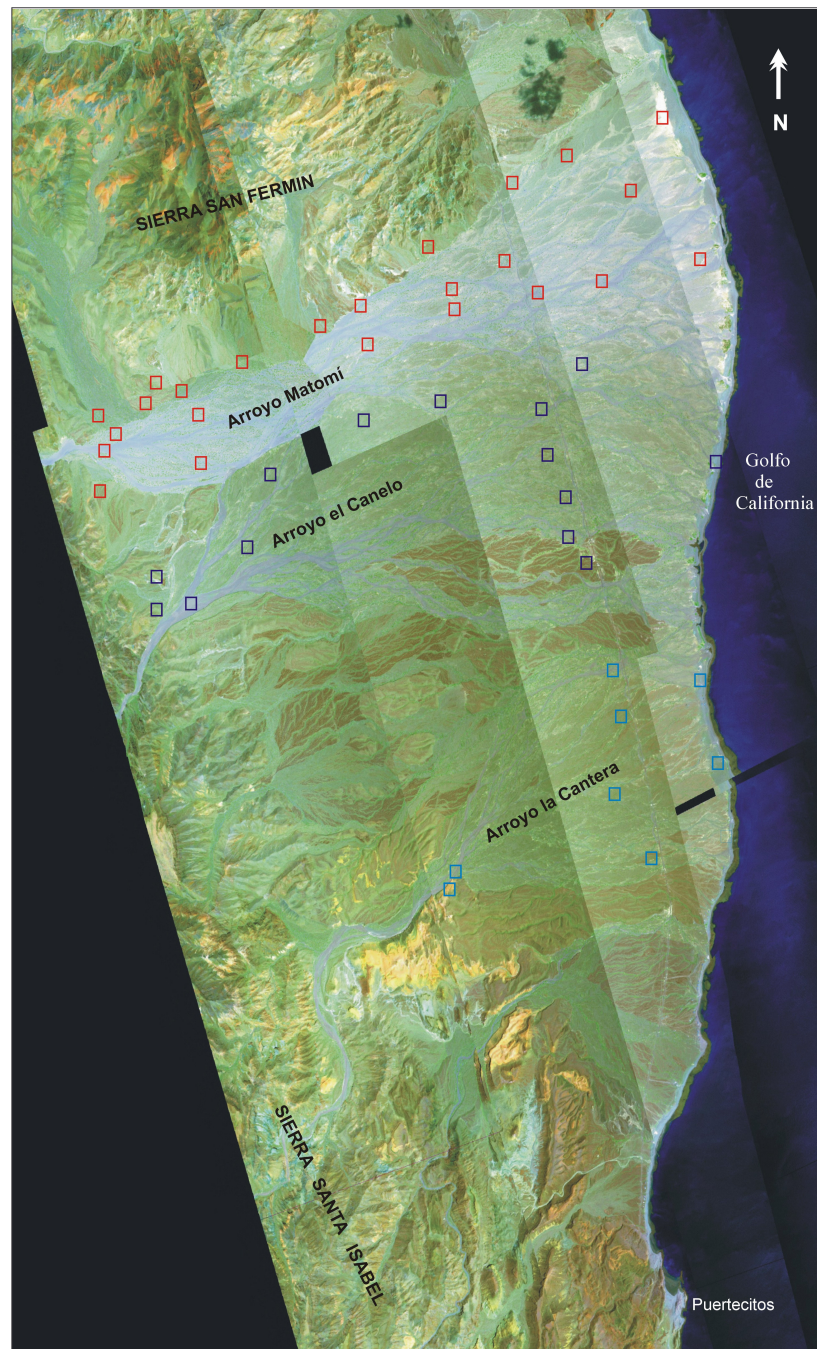 N
SIERRA SAN FERMIN
Arroyo Matomí
Golfo
de
California
Arroyo el Canelo
Arroyo la Cantera
SIERRA SANTA ISABEL
Puertecitos